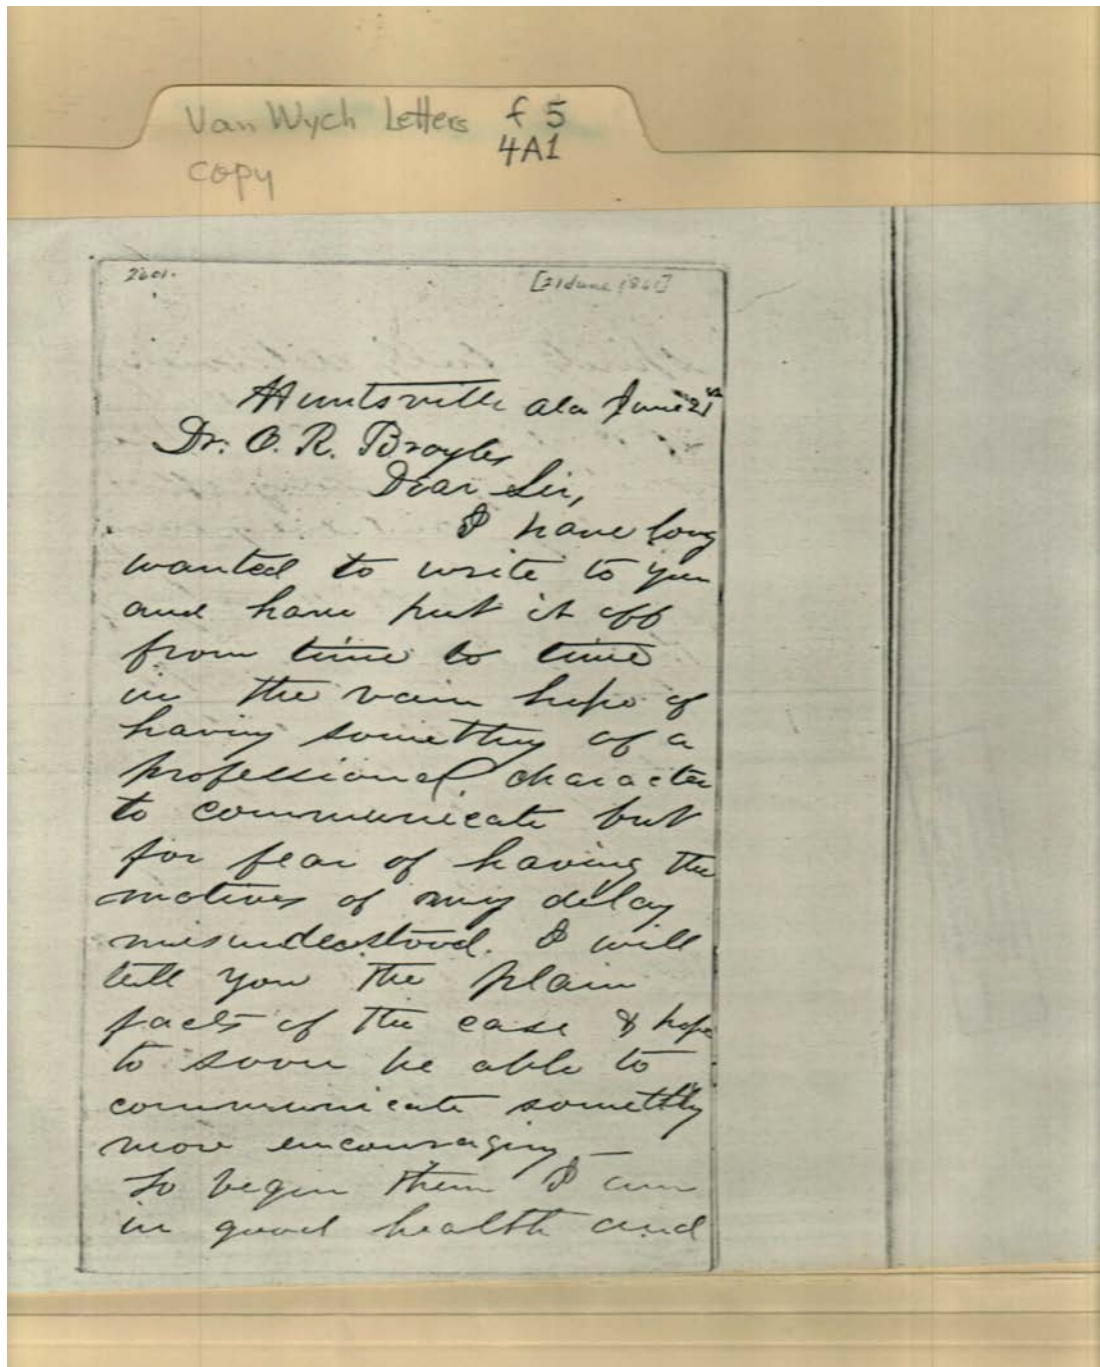 Van Wych Letters f 5
4A1
copy
2601.
[21 June 1861]
Huntsville Ala June 21st
Dr. O. R. Broyles
Dear Sir,
I have long
wanted to write to you
and have put it off
from time to time
in the vain hope of
having something of a
professional character
to communicate but
for fear of having the
motives of my delay
misunderstood. I will
tell you the plain
facts of the case & hope
to soon be able to
communicate something
more encouraging —
To begin then I am
in good health and